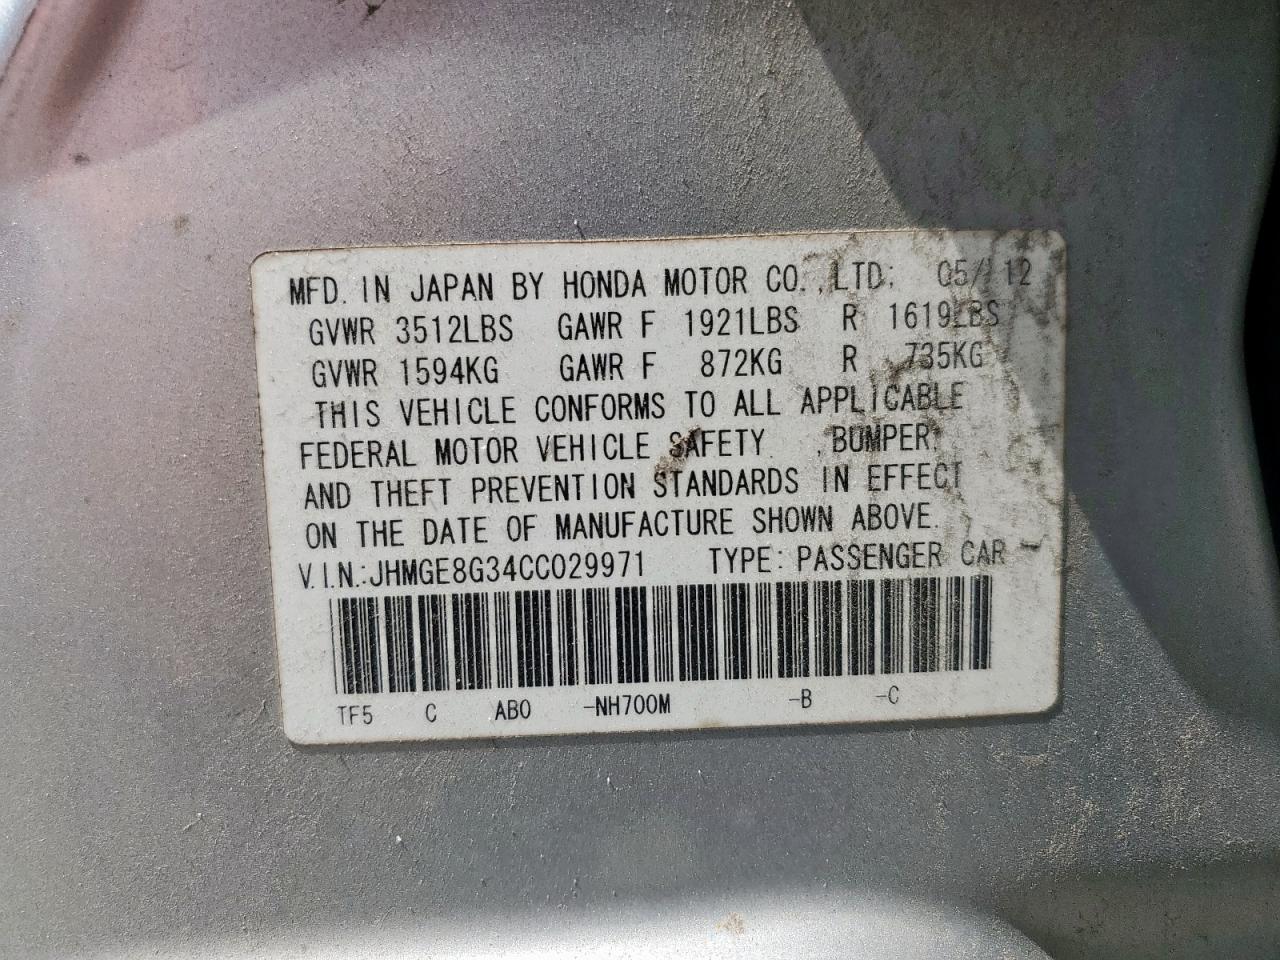 MFD. IN JAPAN BY HONDA MOTOR CO., LTD. 05/12
GVWR 3512LBS GAWR F 1921LBS R 1619LBS
GVWR 1594KG GAWR F 872KG R 735KG
THIS VEHICLE CONFORMS TO ALL APPLICABLE
FEDERAL MOTOR VEHICLE SAFETY , BUMPER,
AND THEFT PREVENTION STANDARDS IN EFFECT
ON THE DATE OF MANUFACTURE SHOWN ABOVE.
V.I.N.:JHMGE8G34CC029971 TYPE: PASSENGER CAR
TF5 C AB0 -NH700M -B -C